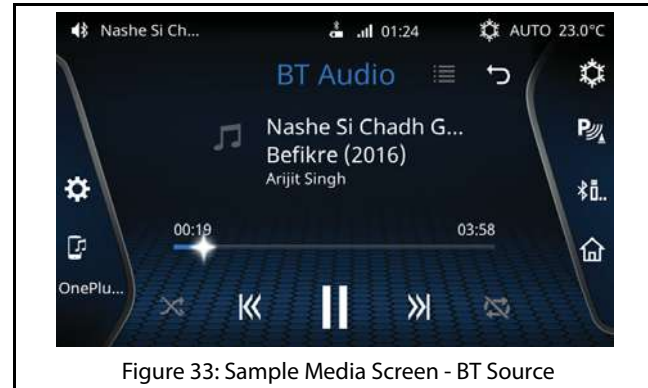 Nashe Si Ch... 01:24 AUTO 23.0°C
BT Audio
Nashe Si Chadh G...
Befikre (2016)
Arijit Singh
00:19 03:58
OnePlu...
Figure 33: Sample Media Screen - BT Source